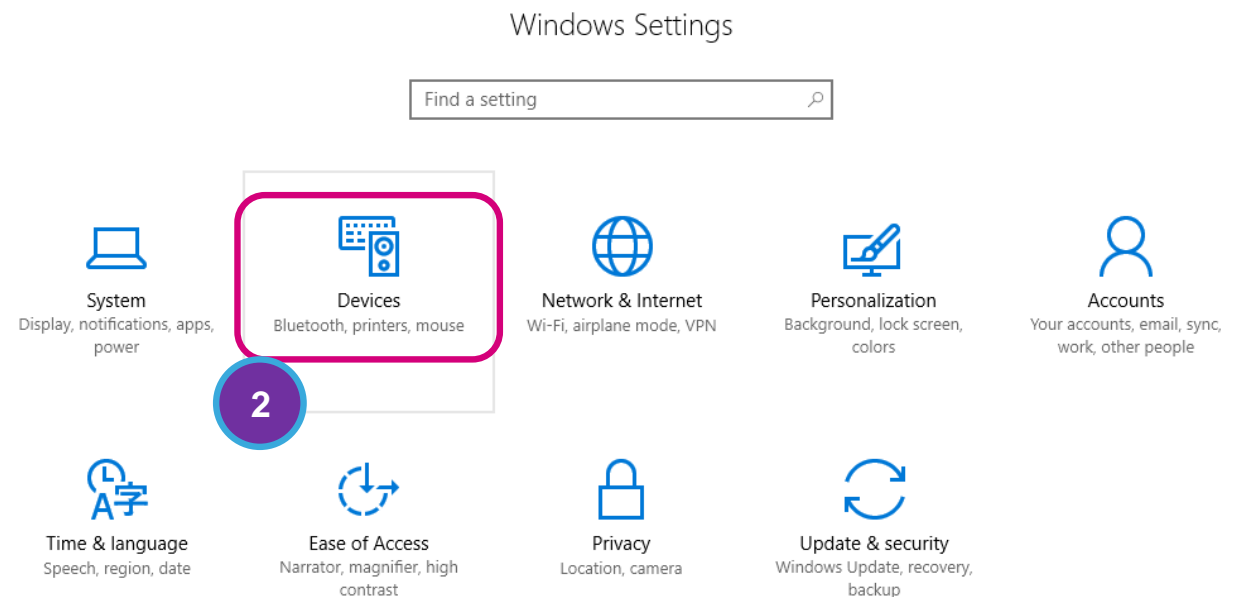 Windows Settings
Find a setting
System
Display, notifications, apps,
power
Devices
Bluetooth, printers, mouse
Network & Internet
Wi-Fi, airplane mode, VPN
Personalization
Background, lock screen,
colors
Accounts
Your accounts, email, sync,
work, other people
2
A字
Time & language
Speech, region, date
Ease of Access
Narrator, magnifier, high
contrast
Privacy
Location, camera
Update & security
Windows Update, recovery,
backup